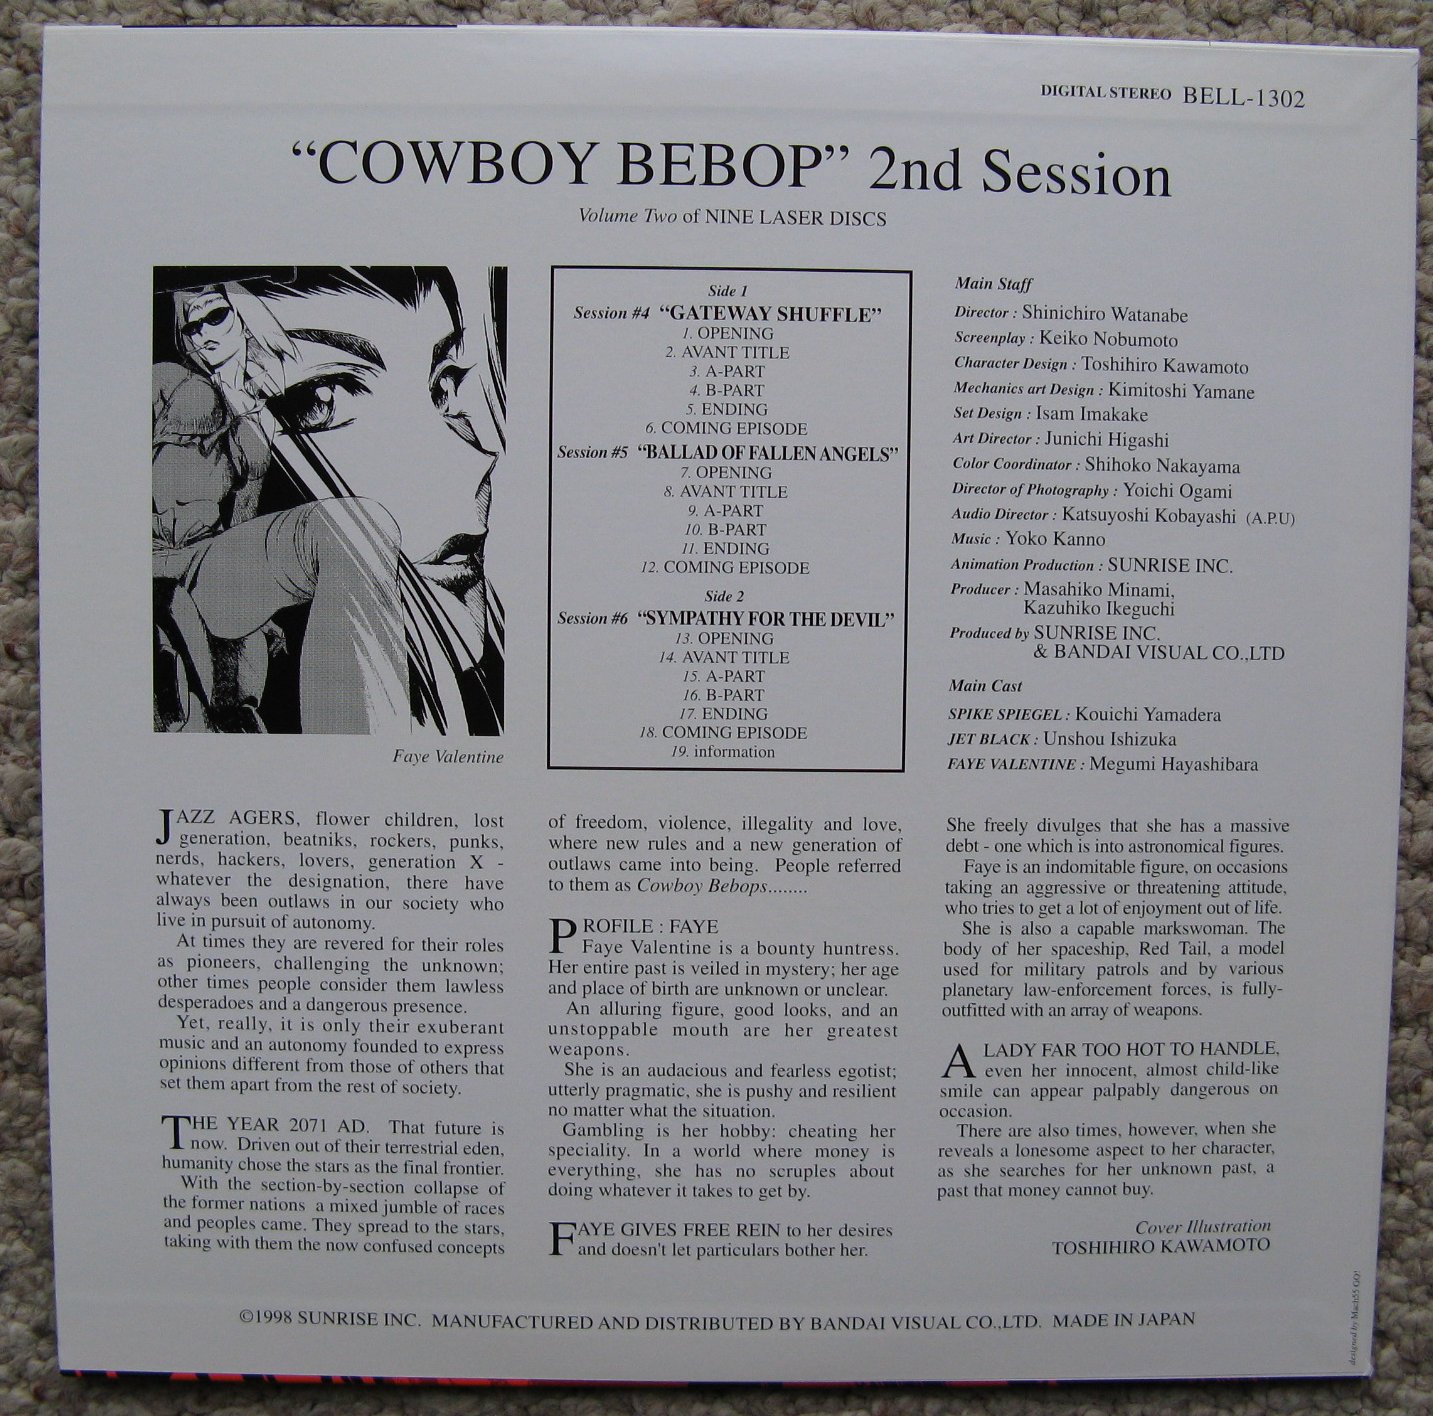 DIGITAL STEREO BELL-1302
“COWBOY BEBOP” 2nd Session
Volume Two of NINE LASER DISCS
Side 1
Session #4 “GATEWAY SHUFFLE”
1. OPENING
2. AVANT TITLE
3. A-PART
4. B-PART
5. ENDING
6. COMING EPISODE
Session #5 “BALLAD OF FALLEN ANGELS”
7. OPENING
8. AVANT TITLE
9. A-PART
10. B-PART
11. ENDING
12. COMING EPISODE
Side 2
Session #6 “SYMPATHY FOR THE DEVIL”
13. OPENING
14. AVANT TITLE
15. A-PART
16. B-PART
17. ENDING
18. COMING EPISODE
19. information
Main Staff
Director : Shinichiro Watanabe
Screenplay : Keiko Nobumoto
Character Design : Toshihiro Kawamoto
Mechanics art Design : Kimitoshi Yamane
Set Design : Isam Imakake
Art Director : Junichi Higashi
Color Coordinator : Shihoko Nakayama
Director of Photography : Yoichi Ogami
Audio Director : Katsuyoshi Kobayashi (A.P.U)
Music : Yoko Kanno
Animation Production : SUNRISE INC.
Producer : Masahiko Minami,
Kazuhiko Ikeguchi
Produced by SUNRISE INC.
& BANDAI VISUAL CO.,LTD
Main Cast
SPIKE SPIEGEL : Kouichi Yamadera
JET BLACK : Unshou Ishizuka
FAYE VALENTINE : Megumi Hayashibara
Faye Valentine
JAZZ AGERS, flower children, lost
generation, beatniks, rockers, punks,
nerds, hackers, lovers, generation X -
whatever the designation, there have
always been outlaws in our society who
live in pursuit of autonomy.
At times they are revered for their roles
as pioneers, challenging the unknown;
other times people consider them lawless
desperadoes and a dangerous presence.
Yet, really, it is only their exuberant
music and an autonomy founded to express
opinions different from those of others that
set them apart from the rest of society.
THE YEAR 2071 AD. That future is
now. Driven out of their terrestrial eden,
humanity chose the stars as the final frontier.
With the section-by-section collapse of
the former nations a mixed jumble of races
and peoples came. They spread to the stars,
taking with them the now confused concepts
of freedom, violence, illegality and love,
where new rules and a new generation of
outlaws came into being. People referred
to them as Cowboy Bebops........
PROFILE : FAYE
Faye Valentine is a bounty huntress.
Her entire past is veiled in mystery; her age
and place of birth are unknown or unclear.
An alluring figure, good looks, and an
unstoppable mouth are her greatest
weapons.
She is an audacious and fearless egotist;
utterly pragmatic, she is pushy and resilient
no matter what the situation.
Gambling is her hobby: cheating her
speciality. In a world where money is
everything, she has no scruples about
doing whatever it takes to get by.
FAYE GIVES FREE REIN to her desires
and doesn't let particulars bother her.
She freely divulges that she has a massive
debt - one which is into astronomical figures.
Faye is an indomitable figure, on occasions
taking an aggressive or threatening attitude,
who tries to get a lot of enjoyment out of life.
She is also a capable markswoman. The
body of her spaceship, Red Tail, a model
used for military patrols and by various
planetary law-enforcement forces, is fully-
outfitted with an array of weapons.
A LADY FAR TOO HOT TO HANDLE,
even her innocent, almost child-like
smile can appear palpably dangerous on
occasion.
There are also times, however, when she
reveals a lonesome aspect to her character,
as she searches for her unknown past, a
past that money cannot buy.
Cover Illustration
TOSHIHIRO KAWAMOTO
©1998 SUNRISE INC. MANUFACTURED AND DISTRIBUTED BY BANDAI VISUAL CO.,LTD. MADE IN JAPAN
designed by Mach55 GO!